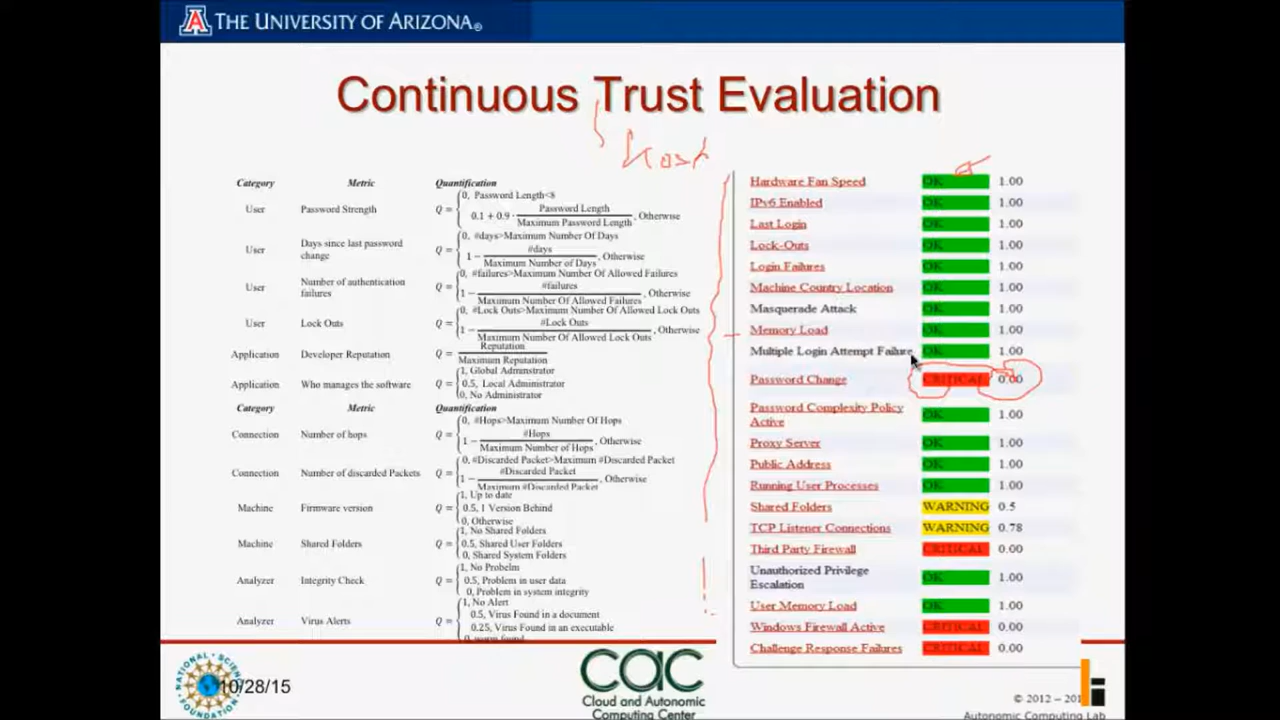 THE UNIVERSITY OF ARIZONA®
Continuous Trust Evaluation
Host
Category Metric Quantification
User Password Strength Q = {0, Password Length<8
0.1 + 0.9 · Password Length / Maximum Password Length, Otherwise
User Days since last password change Q = {0, #days>Maximum Number Of Days
1 − #days / Maximum Number of Days, Otherwise
User Number of authentication failures Q = {0, #failures>Maximum Number Of Allowed Failures
1 − #failures / Maximum Number Of Allowed Failures, Otherwise
User Lock Outs Q = {0, #Lock Outs>Maximum Number Of Allowed Lock Outs
1 − #Lock Outs / Maximum Number Of Allowed Lock Outs, Otherwise
Application Developer Reputation Q = Reputation / Maximum Reputation
Application Who manages the software Q = {1, Global Adminstrator
0.5, Local Administrator
0, No Administrator
Category Metric Quantification
Connection Number of hops Q = {0, #Hops>Maximum Number Of Hops
1 − #Hops / Maximum Number of Hops, Otherwise
Connection Number of discarded Packets Q = {0, #Discarded Packet>Maximum #Discarded Packet
1 − #Discarded Packet / Maximum #Discarded Packet, Otherwise
Machine Firmware version Q = {1, Up to date
0.5, 1 Version Behind
0, Otherwise
Machine Shared Folders Q = {1, No Shared Folders
0.5, Shared User Folders
0, Shared System Folders
Analyzer Integrity Check Q = {1, No Probelm
0.5, Problem in user data
0, Problem in system integrity
Analyzer Virus Alerts Q = {1, No Alert
0.5, Virus Found in a document
0.25, Virus Found in an executable
0, worm found
Hardware Fan Speed OK 1.00
IPv6 Enabled OK 1.00
Last Login OK 1.00
Lock-Outs OK 1.00
Login Failures OK 1.00
Machine Country Location OK 1.00
Masquerade Attack OK 1.00
Memory Load OK 1.00
Multiple Login Attempt Failure OK 1.00
Password Change CRITICAL 0.00
Password Complexity Policy
Active OK 1.00
Proxy Server OK 1.00
Public Address OK 1.00
Running User Processes OK 1.00
Shared Folders WARNING 0.5
TCP Listener Connections WARNING 0.78
Third Party Firewall CRITICAL 0.00
Unauthorized Privilege
Escalation OK 1.00
User Memory Load OK 1.00
Windows Firewall Active CRITICAL 0.00
Challenge Response Failures CRITICAL 0.00
NATIONAL SCIENCE FOUNDATION
10/28/15
cac
Cloud and Autonomic
Computing Center
© 2012 – 201
Autonomic Computing Lab